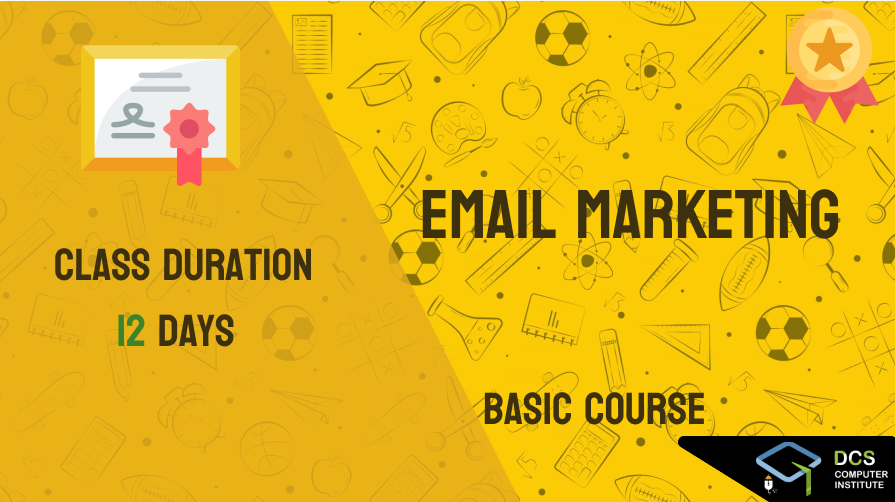 EMAIL MARKETING
CLASS DURATION
12 DAYS
BASIC COURSE
DCS
COMPUTER
INSTITUTE